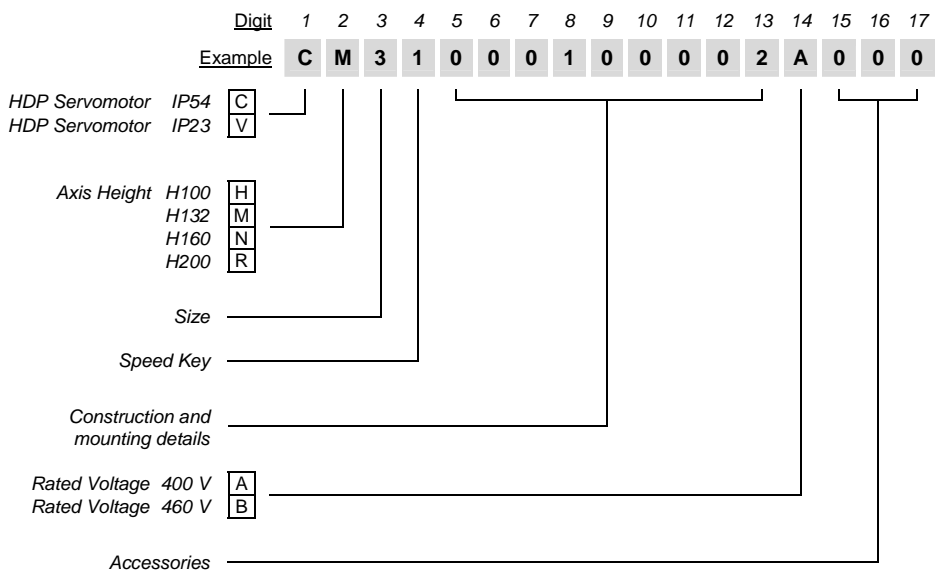 Digit 1 2 3 4 5 6 7 8 9 10 11 12 13 14 15 16 17
Example C M 3 1 0 0 0 1 0 0 0 0 2 A 0 0 0
HDP Servomotor IP54 C
HDP Servomotor IP23 V
Axis Height H100 H
H132 M
H160 N
H200 R
Size
Speed Key
Construction and
mounting details
Rated Voltage 400 V A
Rated Voltage 460 V B
Accessories